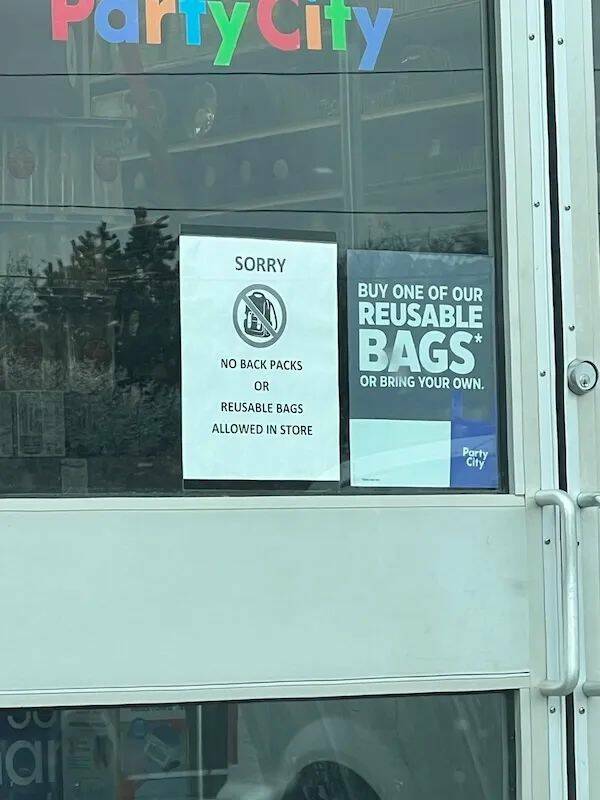 Party City
SORRY
NO BACK PACKS
OR
REUSABLE BAGS
ALLOWED IN STORE
BUY ONE OF OUR
REUSABLE
BAGS*
OR BRING YOUR OWN.
Party
City